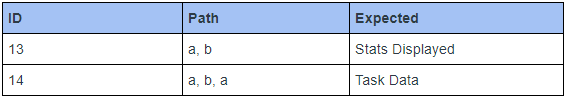 ID Path Expected
13 a, b Stats Displayed
14 a, b, a Task Data